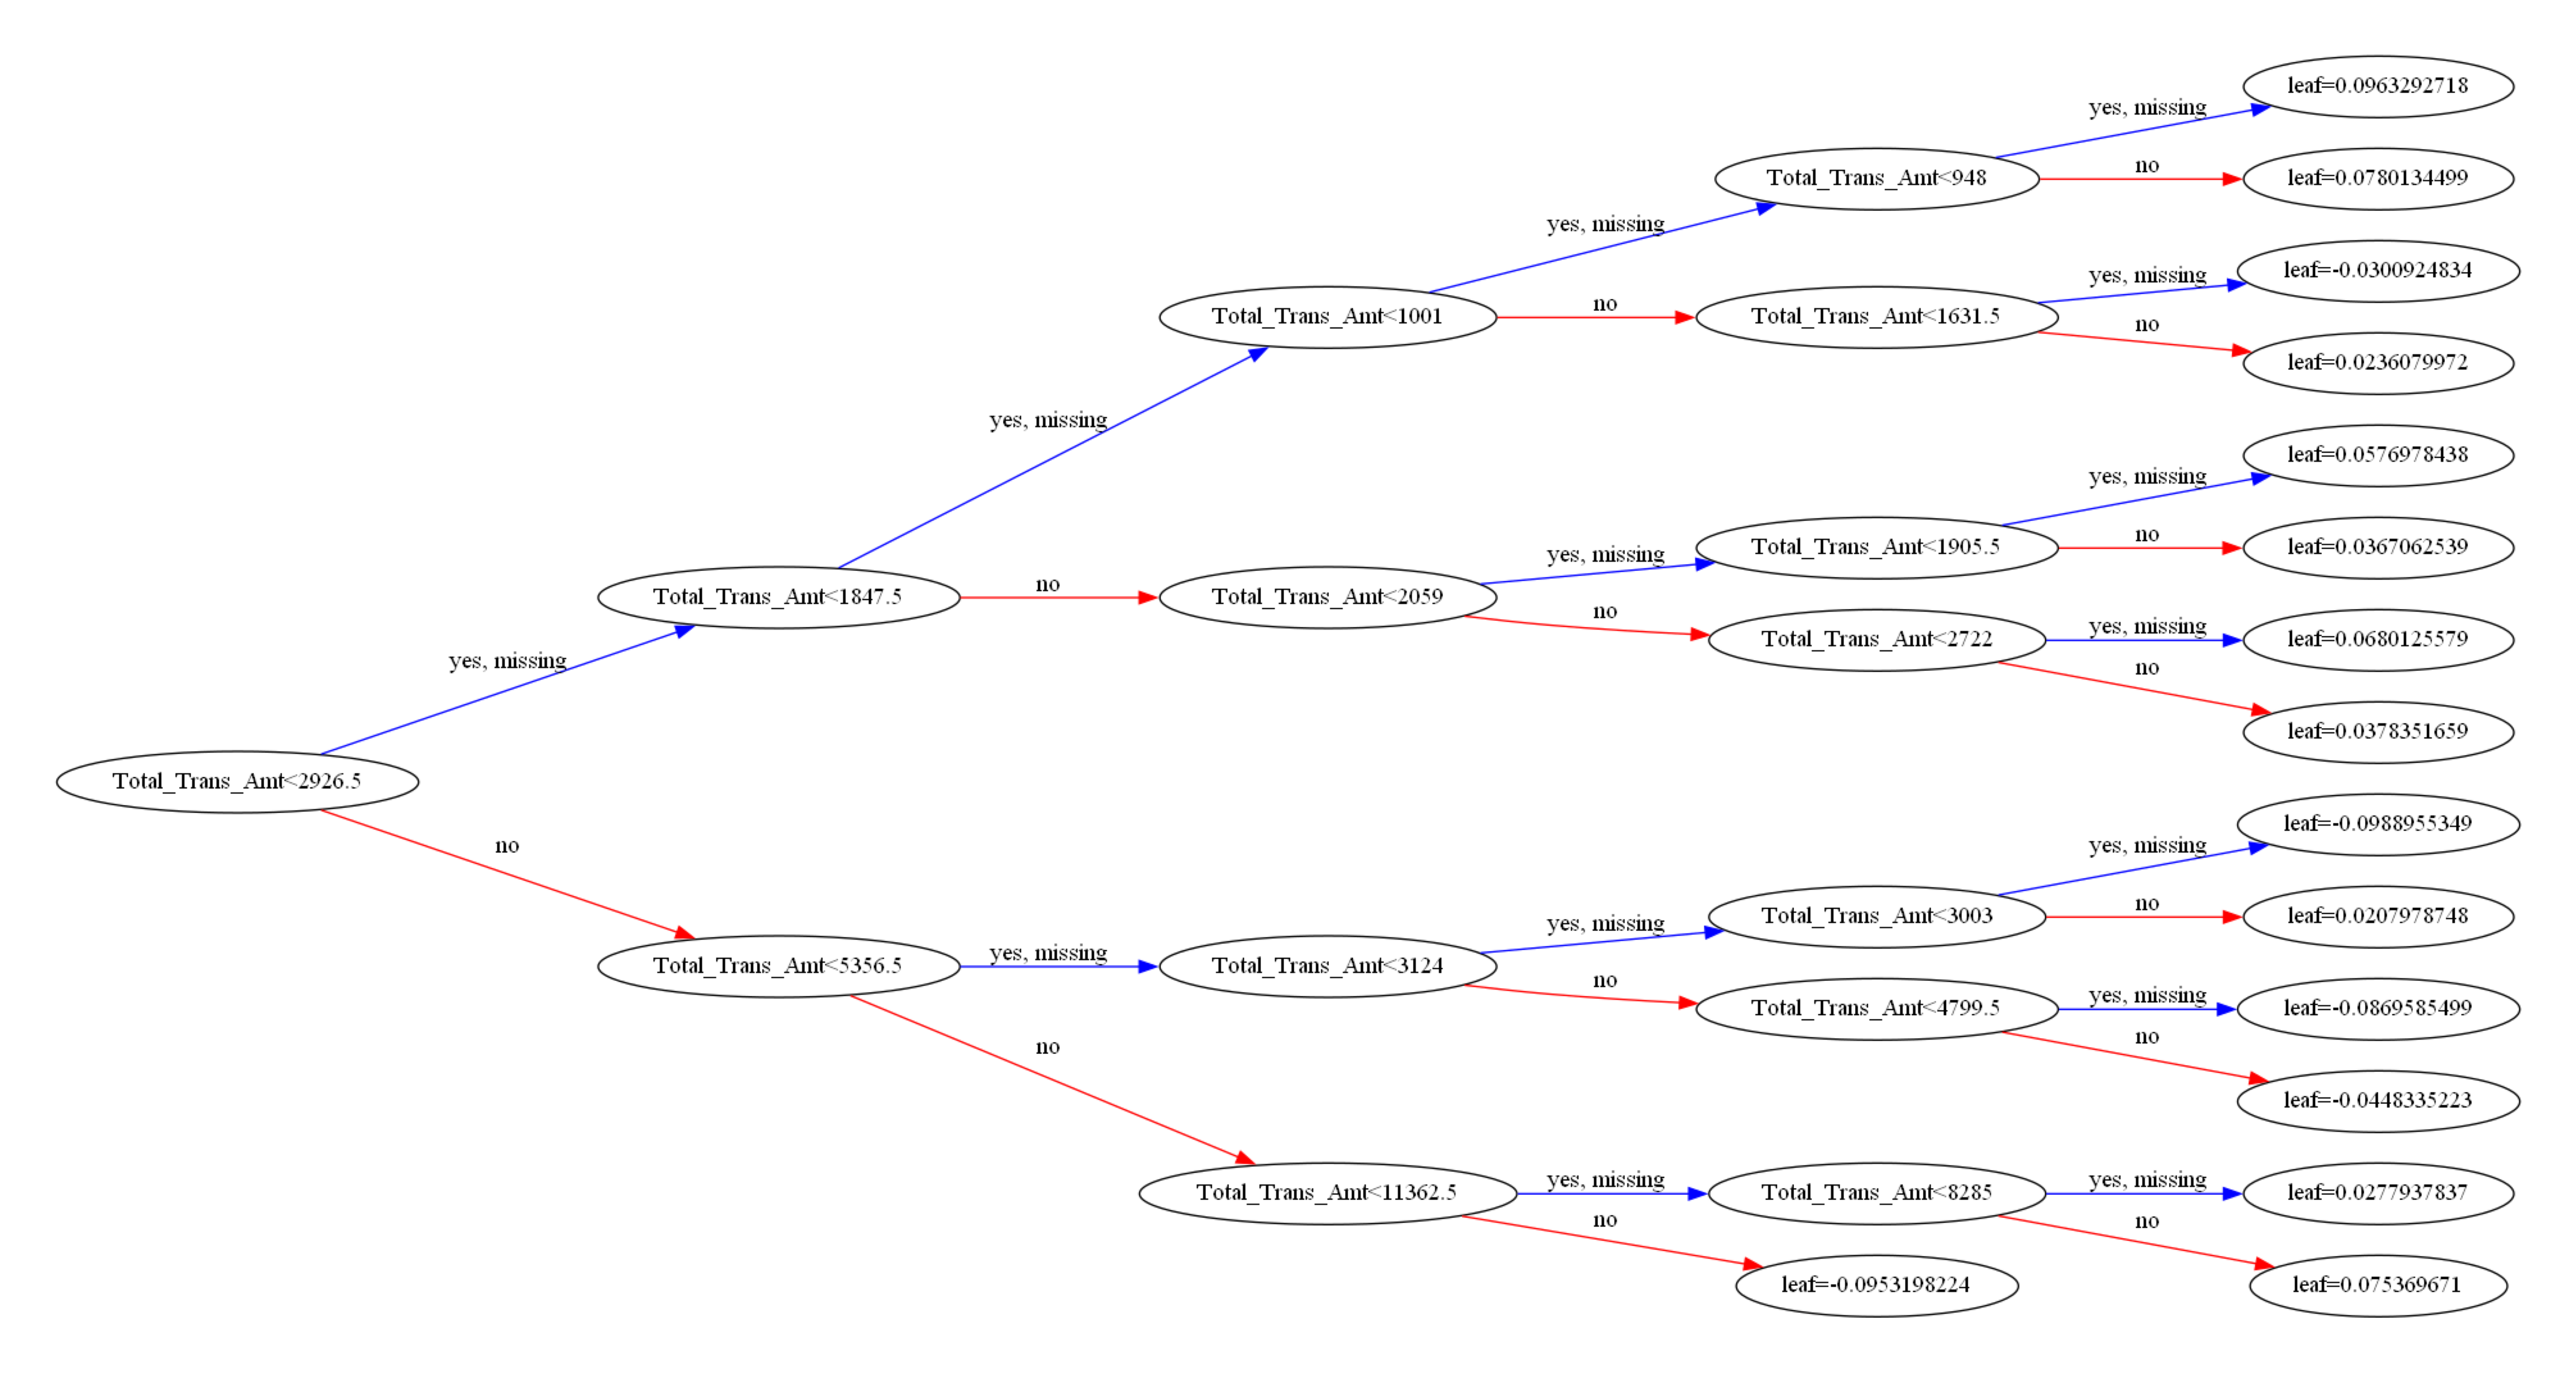 leaf=0.0963292718
yes, missing
Total_Trans_Amt<948
no
leaf=0.0780134499
yes, missing
leaf=-0.0300924834
yes, missing
Total_Trans_Amt<1001
no
Total_Trans_Amt<1631.5
no
leaf=0.0236079972
yes, missing
leaf=0.0576978438
yes, missing
Total_Trans_Amt<1905.5
no
leaf=0.0367062539
yes, missing
Total_Trans_Amt<1847.5
no
Total_Trans_Amt<2059
no
Total_Trans_Amt<2722
yes, missing
leaf=0.0680125579
yes, missing
no
leaf=0.0378351659
Total_Trans_Amt<2926.5
leaf=-0.0988955349
no
yes, missing
Total_Trans_Amt<3003
no
leaf=0.0207978748
yes, missing
Total_Trans_Amt<5356.5
yes, missing
Total_Trans_Amt<3124
no
Total_Trans_Amt<4799.5
yes, missing
leaf=-0.0869585499
no
no
leaf=-0.0448335223
Total_Trans_Amt<11362.5
yes, missing
Total_Trans_Amt<8285
yes, missing
leaf=0.0277937837
no
no
leaf=-0.0953198224
leaf=0.075369671